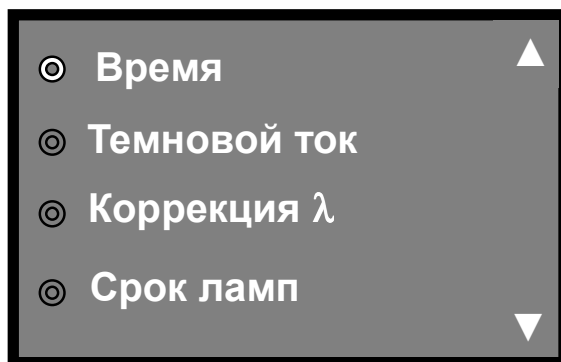 Время
Темновой ток
Коррекция λ
Срок ламп